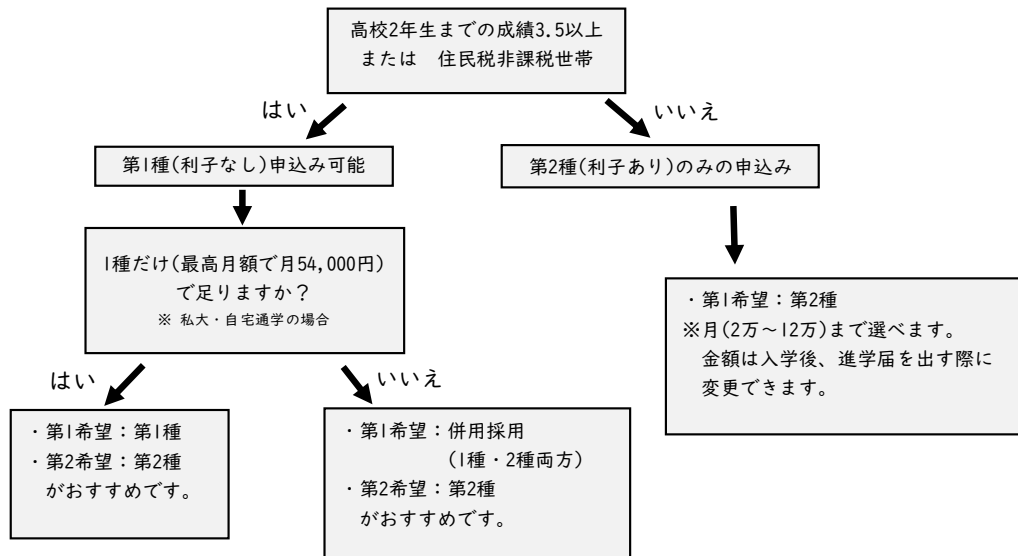 高校2年生までの成績3.5以上
または　住民税非課税世帯
はい
いいえ
第1種(利子なし)申込み可能
第2種(利子あり)のみの申込み
1種だけ(最高月額で月54,000円)
で足りますか？
※ 私大・自宅通学の場合
・第1希望：第2種
※月(2万～12万)まで選べます。
金額は入学後、進学届を出す際に
変更できます。
はい
いいえ
・第1希望：第1種
・第2希望：第2種
がおすすめです。
・第1希望：併用採用
(1種・2種両方)
・第2希望：第2種
がおすすめです。